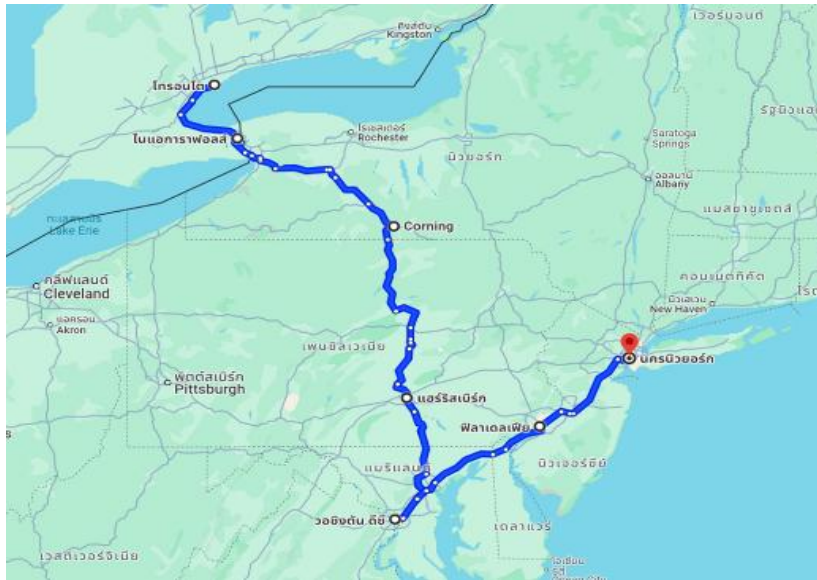 คิงส์ตัน
Kingston
เวอร์มอนต์
โทรอนโต
รัฐนิวแฮ
ไนแอการาฟอลส์
โรเชสเตอร์
Rochester
Saratoga
Springs
นิวยอร์ก
ออลบานี
Albany
แมสซาชูเซตส์
ทะเลสาบอีรี
Lake Erie
Corning
คลีฟแลนด์
Cleveland
คอนเนตทิคัต
นิวเฮเวน
New Haven
โรด
แอครอน
Akron
เพนซิลเวเนีย
นครนิวยอร์ก
พิตต์สเบิร์ก
Pittsburgh
แฮร์ริสเบิร์ก
ฟิลาเดลเฟีย
s
แมริแลนด์
นิวเจอร์ซีย์
วอชิงตัน ดีซี
เดลาแวร์
เวสต์เวอร์จิเนีย